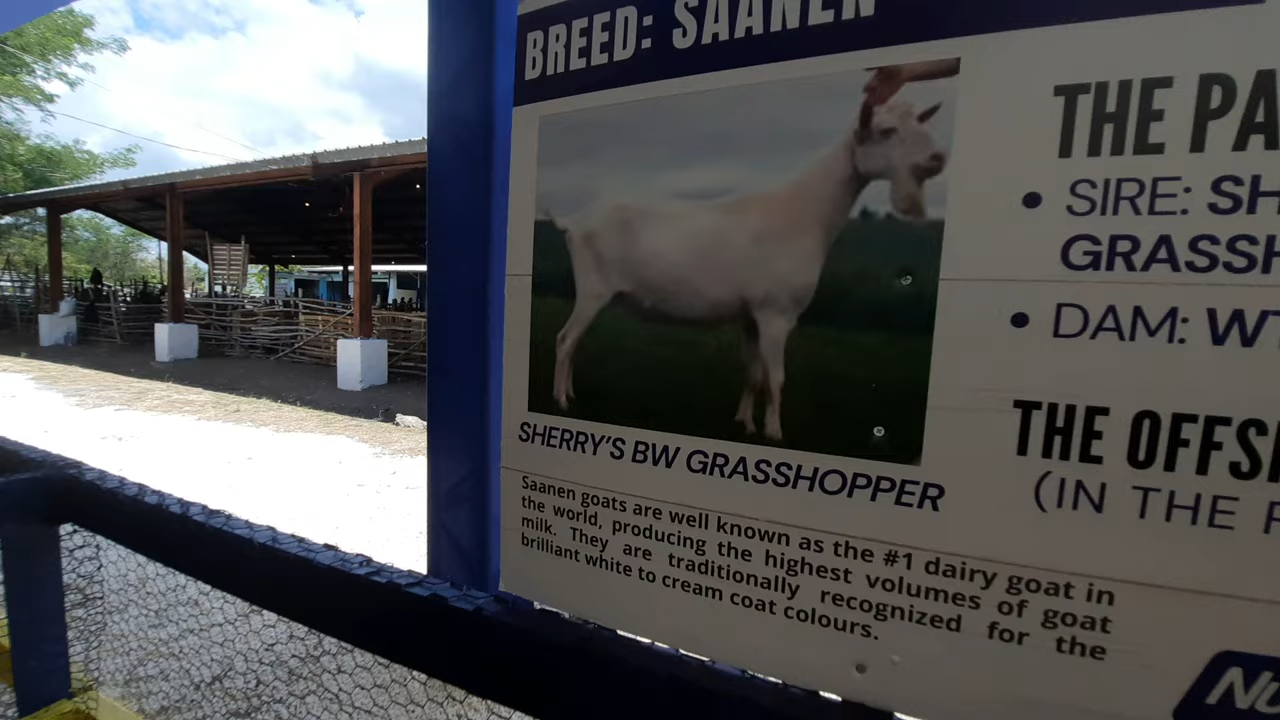 BREED: SAANEN
THE PA
• SIRE: SH
GRASSH
• DAM: WT
THE OFFS
(IN THE
SHERRY'S BW GRASSHOPPER
Saanen goats are well known as the #1 dairy goat in
the world, producing the highest volumes of goat
milk. They are traditionally recognized for the
brilliant white to cream coat colours.